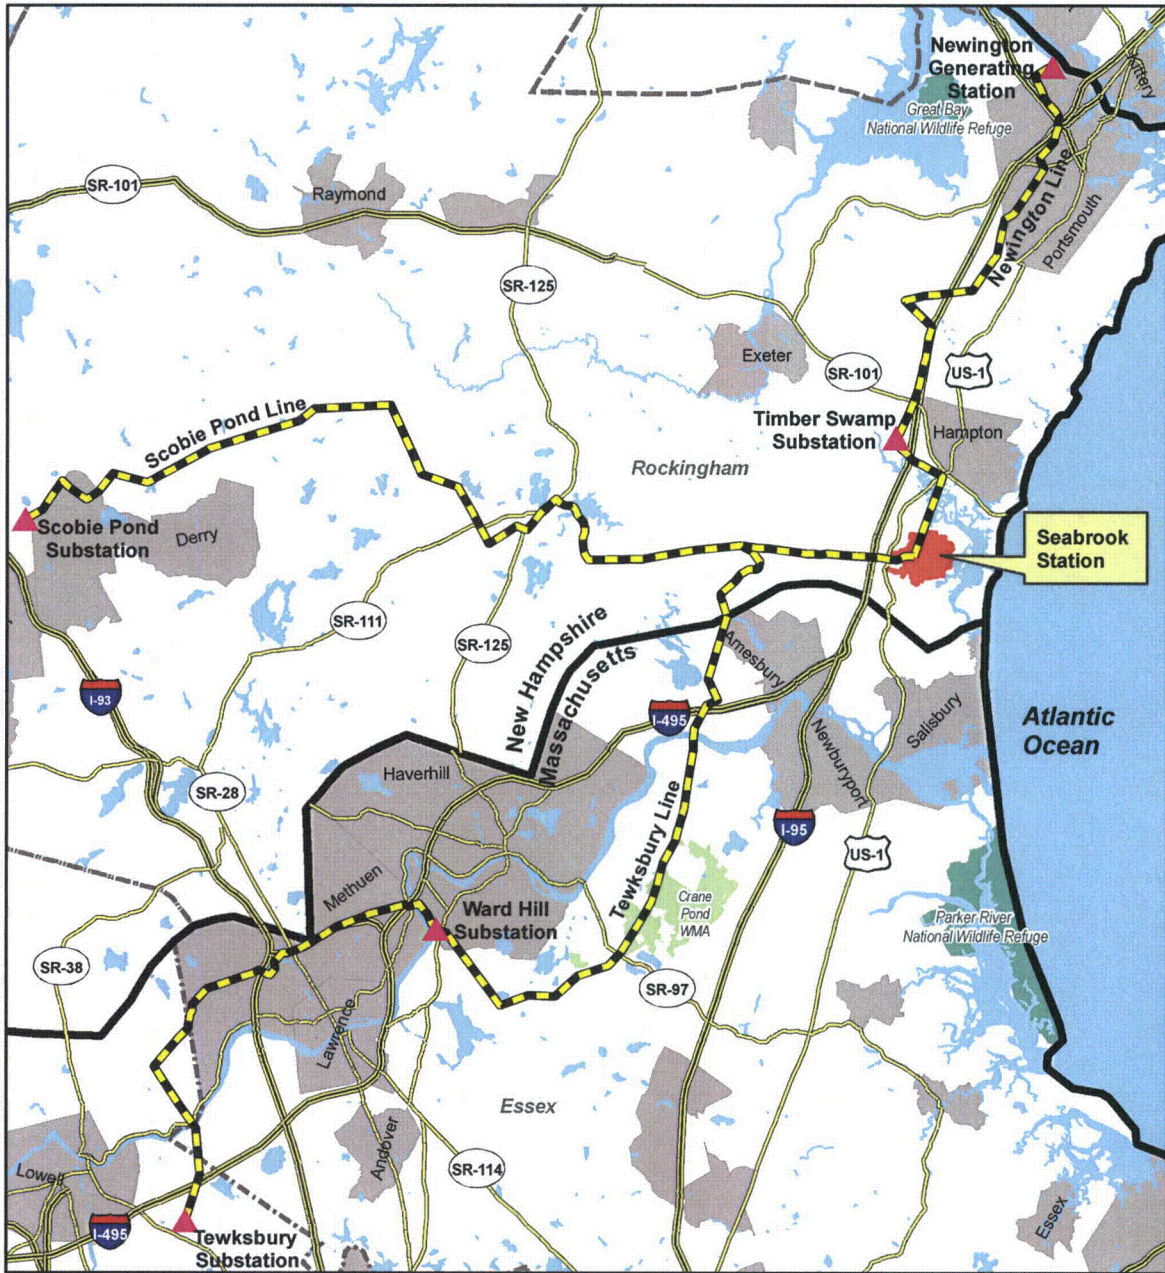 Newington
Generating
Station
Kittery
Great Bay
National Wildlife Refuge
SR-101
Raymond
Newington Line
Portsmouth
SR-125
Exeter
SR-101
US-1
Scobie Pond Line
Timber Swamp
Substation
Hampton
Rockingham
Scobie Pond
Substation
Derry
Seabrook
Station
SR-111
SR-125
New Hampshire
Massachusetts
Amesbury
I-93
I-495
Salisbury
Atlantic
Ocean
Newburyport
Haverhill
SR-28
I-95
US-1
Tewksbury Line
Methuen
Crane
Pond
WMA
Ward Hill
Substation
Parker River
National Wildlife Refuge
SR-38
SR-97
Lawrence
Essex
Andover
SR-114
Lowell
Essex
I-495
Tewksbury
Substation